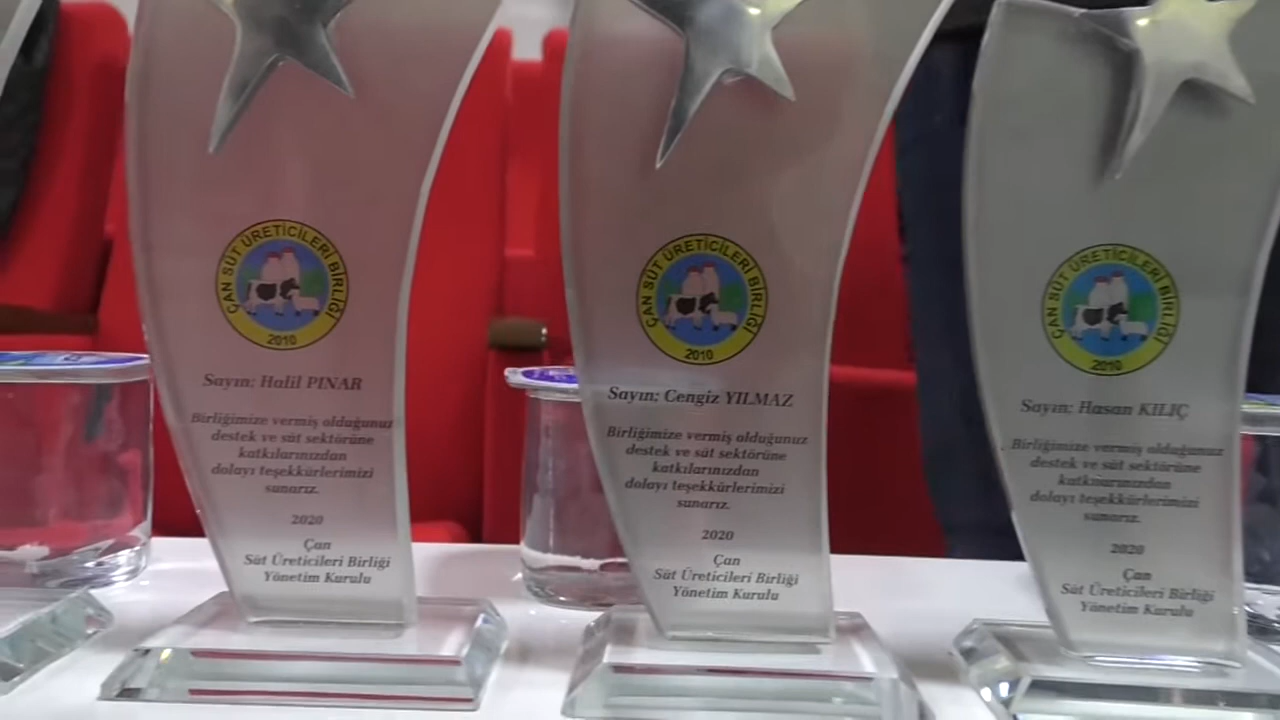 ÇAN SÜT ÜRETİCİLERİ BİRLİĞİ
2010
Sayın; Halil PINAR
Birliğimize vermiş olduğunuz
destek ve süt sektörüne
katkılarınızdan
dolayı teşekkürlerimizi
sunarız.
2020
Çan
Süt Üreticileri Birliği
Yönetim Kurulu
ÇAN SÜT ÜRETİCİLERİ BİRLİĞİ
2010
Sayın; Cengiz YILMAZ
Birliğimize vermiş olduğunuz
destek ve süt sektörüne
katkılarınızdan
dolayı teşekkürlerimizi
sunarız.
2020
Çan
Süt Üreticileri Birliği
Yönetim Kurulu
ÇAN SÜT ÜRETİCİLERİ BİRLİĞİ
2010
Sayın; Hasan KILIÇ
Birliğimize vermiş olduğunuz
destek ve süt sektörüne
katkılarınızdan
dolayı teşekkürlerimizi
sunarız.
2020
Çan
Süt Üreticileri Birliği
Yönetim Kurulu